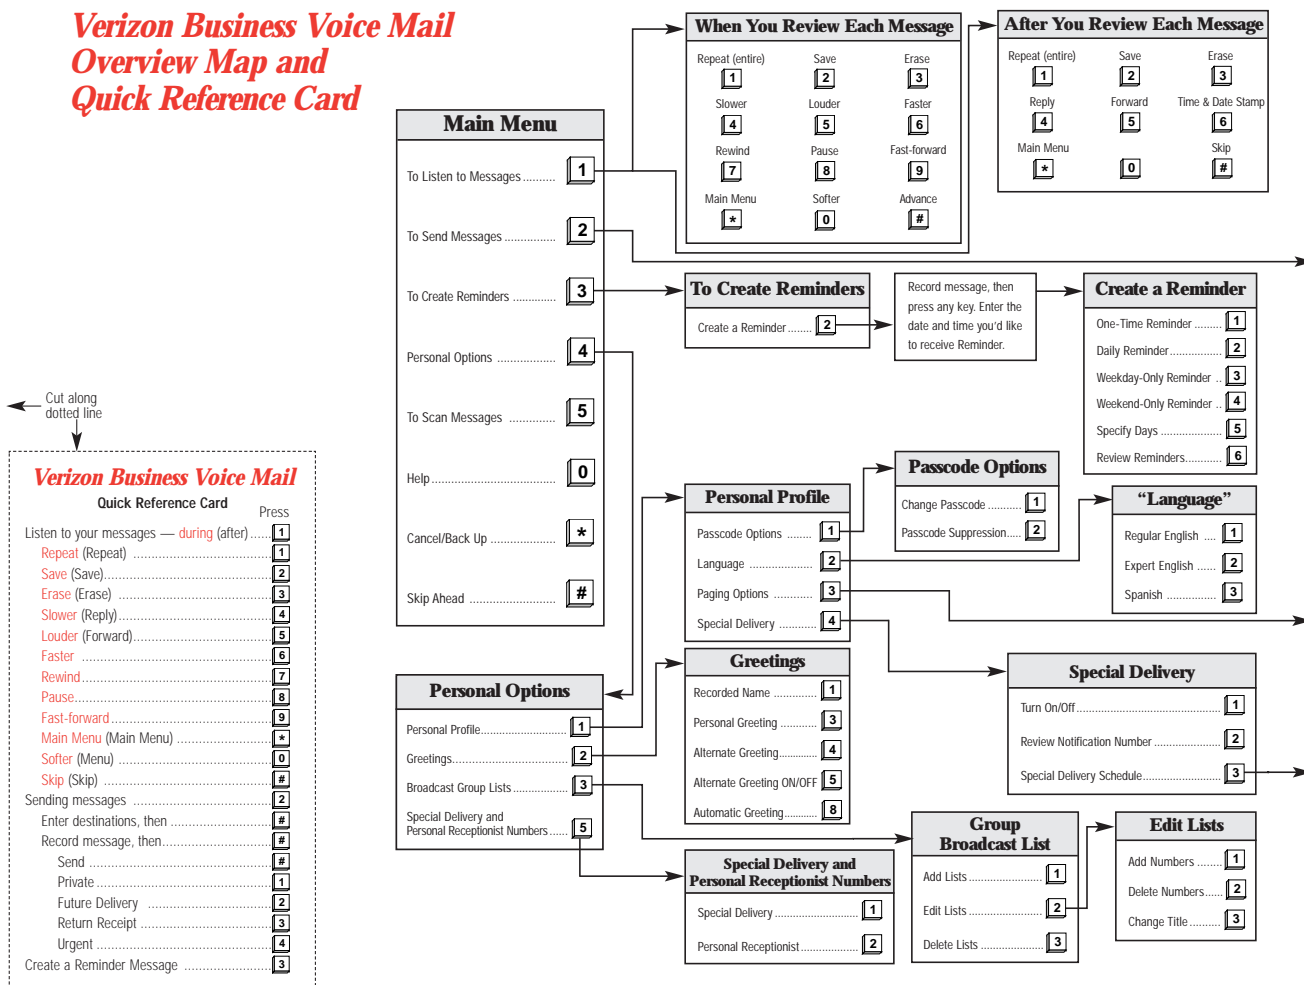 Verizon Business Voice Mail
Overview Map and
Quick Reference Card
Main Menu
To Listen to Messages .......... 1
To Send Messages ................ 2
To Create Reminders ............. 3
Personal Options ................. 4
To Scan Messages ............... 5
Help ................................ 0
Cancel/Back Up .................. *
Skip Ahead ........................ #
When You Review Each Message
Repeat (entire) Save Erase
1 2 3
Slower Louder Faster
4 5 6
Rewind Pause Fast-forward
7 8 9
Main Menu Softer Advance
* 0 #
After You Review Each Message
Repeat (entire) Save Erase
1 2 3
Reply Forward Time & Date Stamp
4 5 6
Main Menu Skip
* 0 #
To Create Reminders
Create a Reminder ........ 2
Record message, then
press any key. Enter the
date and time you'd like
to receive Reminder.
Create a Reminder
One-Time Reminder ......... 1
Daily Reminder ................. 2
Weekday-Only Reminder .. 3
Weekend-Only Reminder .. 4
Specify Days .................... 5
Review Reminders ............ 6
Cut along
dotted line
Verizon Business Voice Mail
Quick Reference Card
Press
Listen to your messages — during (after) ..... 1
Repeat (Repeat) ........................ 1
Save (Save) ........................ 2
Erase (Erase) ........................ 3
Slower (Reply) ........................ 4
Louder (Forward) ........................ 5
Faster ........................ 6
Rewind ........................ 7
Pause ........................ 8
Fast-forward ........................ 9
Main Menu (Main Menu) ........................ *
Softer (Menu) ........................ 0
Skip (Skip) ........................ #
Sending messages ........................ 2
Enter destinations, then ........................ #
Record message, then ........................ #
Send ........................ #
Private ........................ 1
Future Delivery ........................ 2
Return Receipt ........................ 3
Urgent ........................ 4
Create a Reminder Message ........................ 3
Personal Options
Personal Profile ........................ 1
Greetings ........................ 2
Broadcast Group Lists ................. 3
Special Delivery and
Personal Receptionist Numbers ...... 5
Personal Profile
Passcode Options ........ 1
Language .................. 2
Paging Options ........... 3
Special Delivery ............ 4
Passcode Options
Change Passcode ........... 1
Passcode Suppression ..... 2
“Language”
Regular English .... 1
Expert English ...... 2
Spanish ............... 3
Greetings
Recorded Name .............. 1
Personal Greeting ............ 3
Alternate Greeting ............ 4
Alternate Greeting ON/OFF 5
Automatic Greeting ........... 8
Special Delivery
Turn On/Off ........................ 1
Review Notification Number .................. 2
Special Delivery Schedule .................... 3
Special Delivery and
Personal Receptionist Numbers
Special Delivery ........................ 1
Personal Receptionist .................... 2
Group
Broadcast List
Add Lists ........................ 1
Edit Lists ........................ 2
Delete Lists ..................... 3
Edit Lists
Add Numbers ........ 1
Delete Numbers ...... 2
Change Title .......... 3